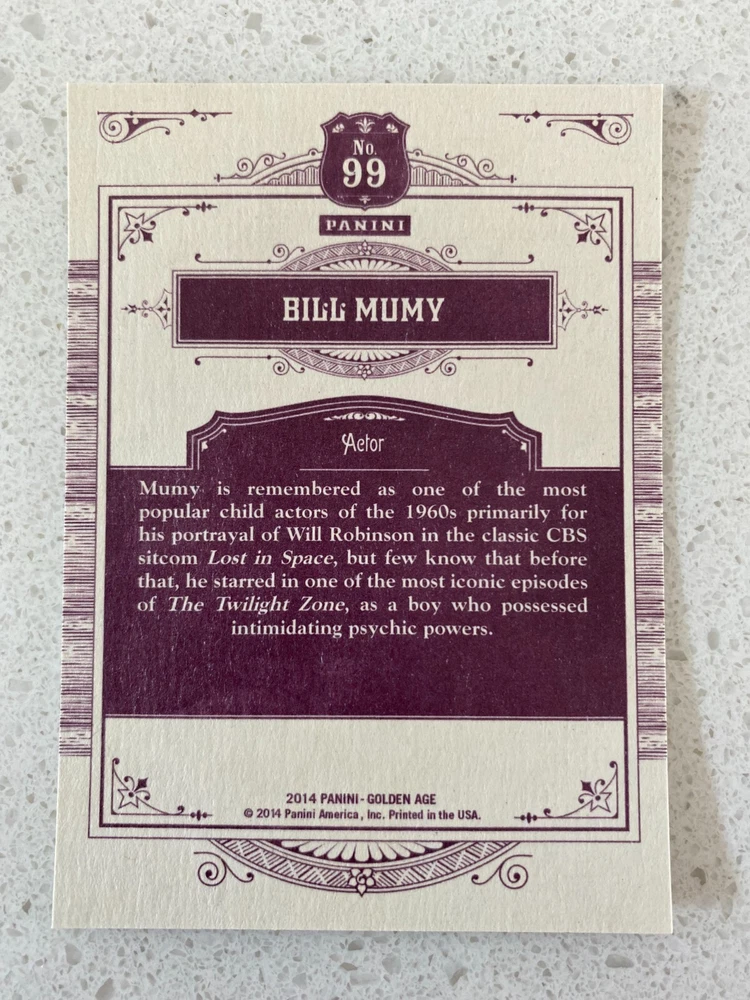 No.
99
PANINI
BILL MUMY
Actor
Mumy is remembered as one of the most
popular child actors of the 1960s primarily for
his portrayal of Will Robinson in the classic CBS
sitcom Lost in Space, but few know that before
that, he starred in one of the most iconic episodes
of The Twilight Zone, as a boy who possessed
intimidating psychic powers.
2014 PANINI - GOLDEN AGE
© 2014 Panini America, Inc. Printed in the USA.